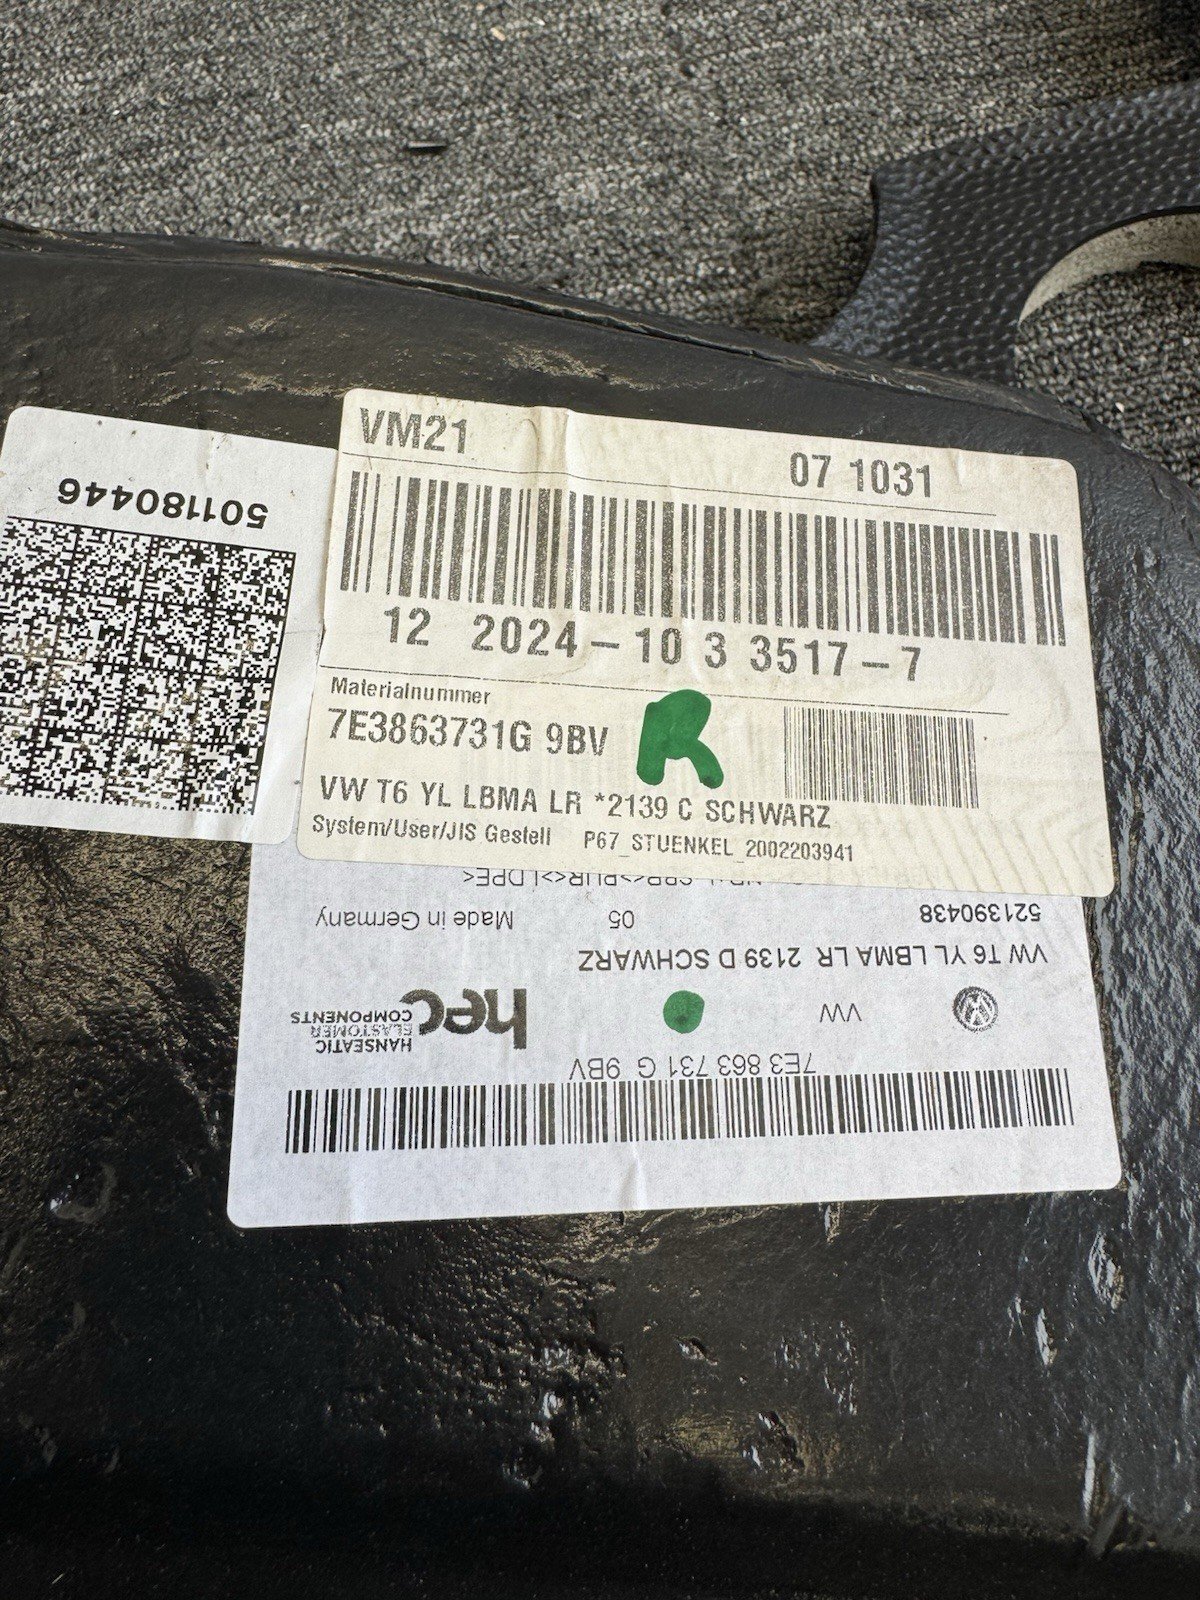 VM21
07 1031
12 2024-10 3 3517-7
Materialnummer
7E3863731G 9BV
R
VW T6 YL LBMA LR *2139 C SCHWARZ
System/User/JIS Gestell P67_STUENKEL_2002203941
501180446
7E3 863 731 G 9BV
VW
hec
HANSEATIC
ELASTOMER
COMPONENTS
VW T6 YL LBMA LR 2139 D SCHWARZ
521390438
05
Made in Germany